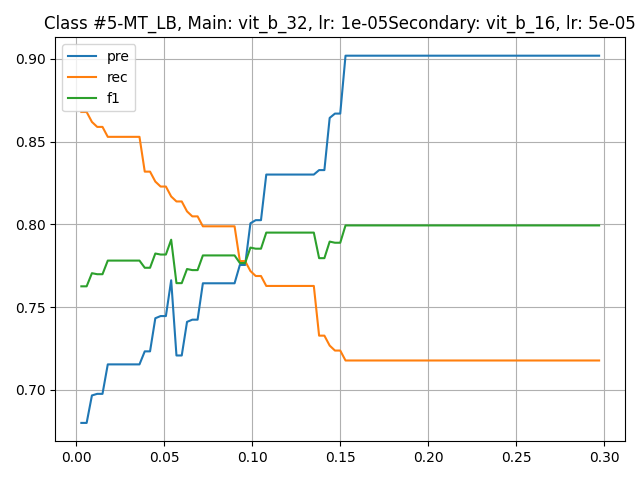 Class #5-MT_LB, Main: vit_b_32, lr: 1e-05Secondary: vit_b_16, lr: 5e-05
pre
rec
f1
0.90
0.85
0.80
0.75
0.70
0.00 0.05 0.10 0.15 0.20 0.25 0.30